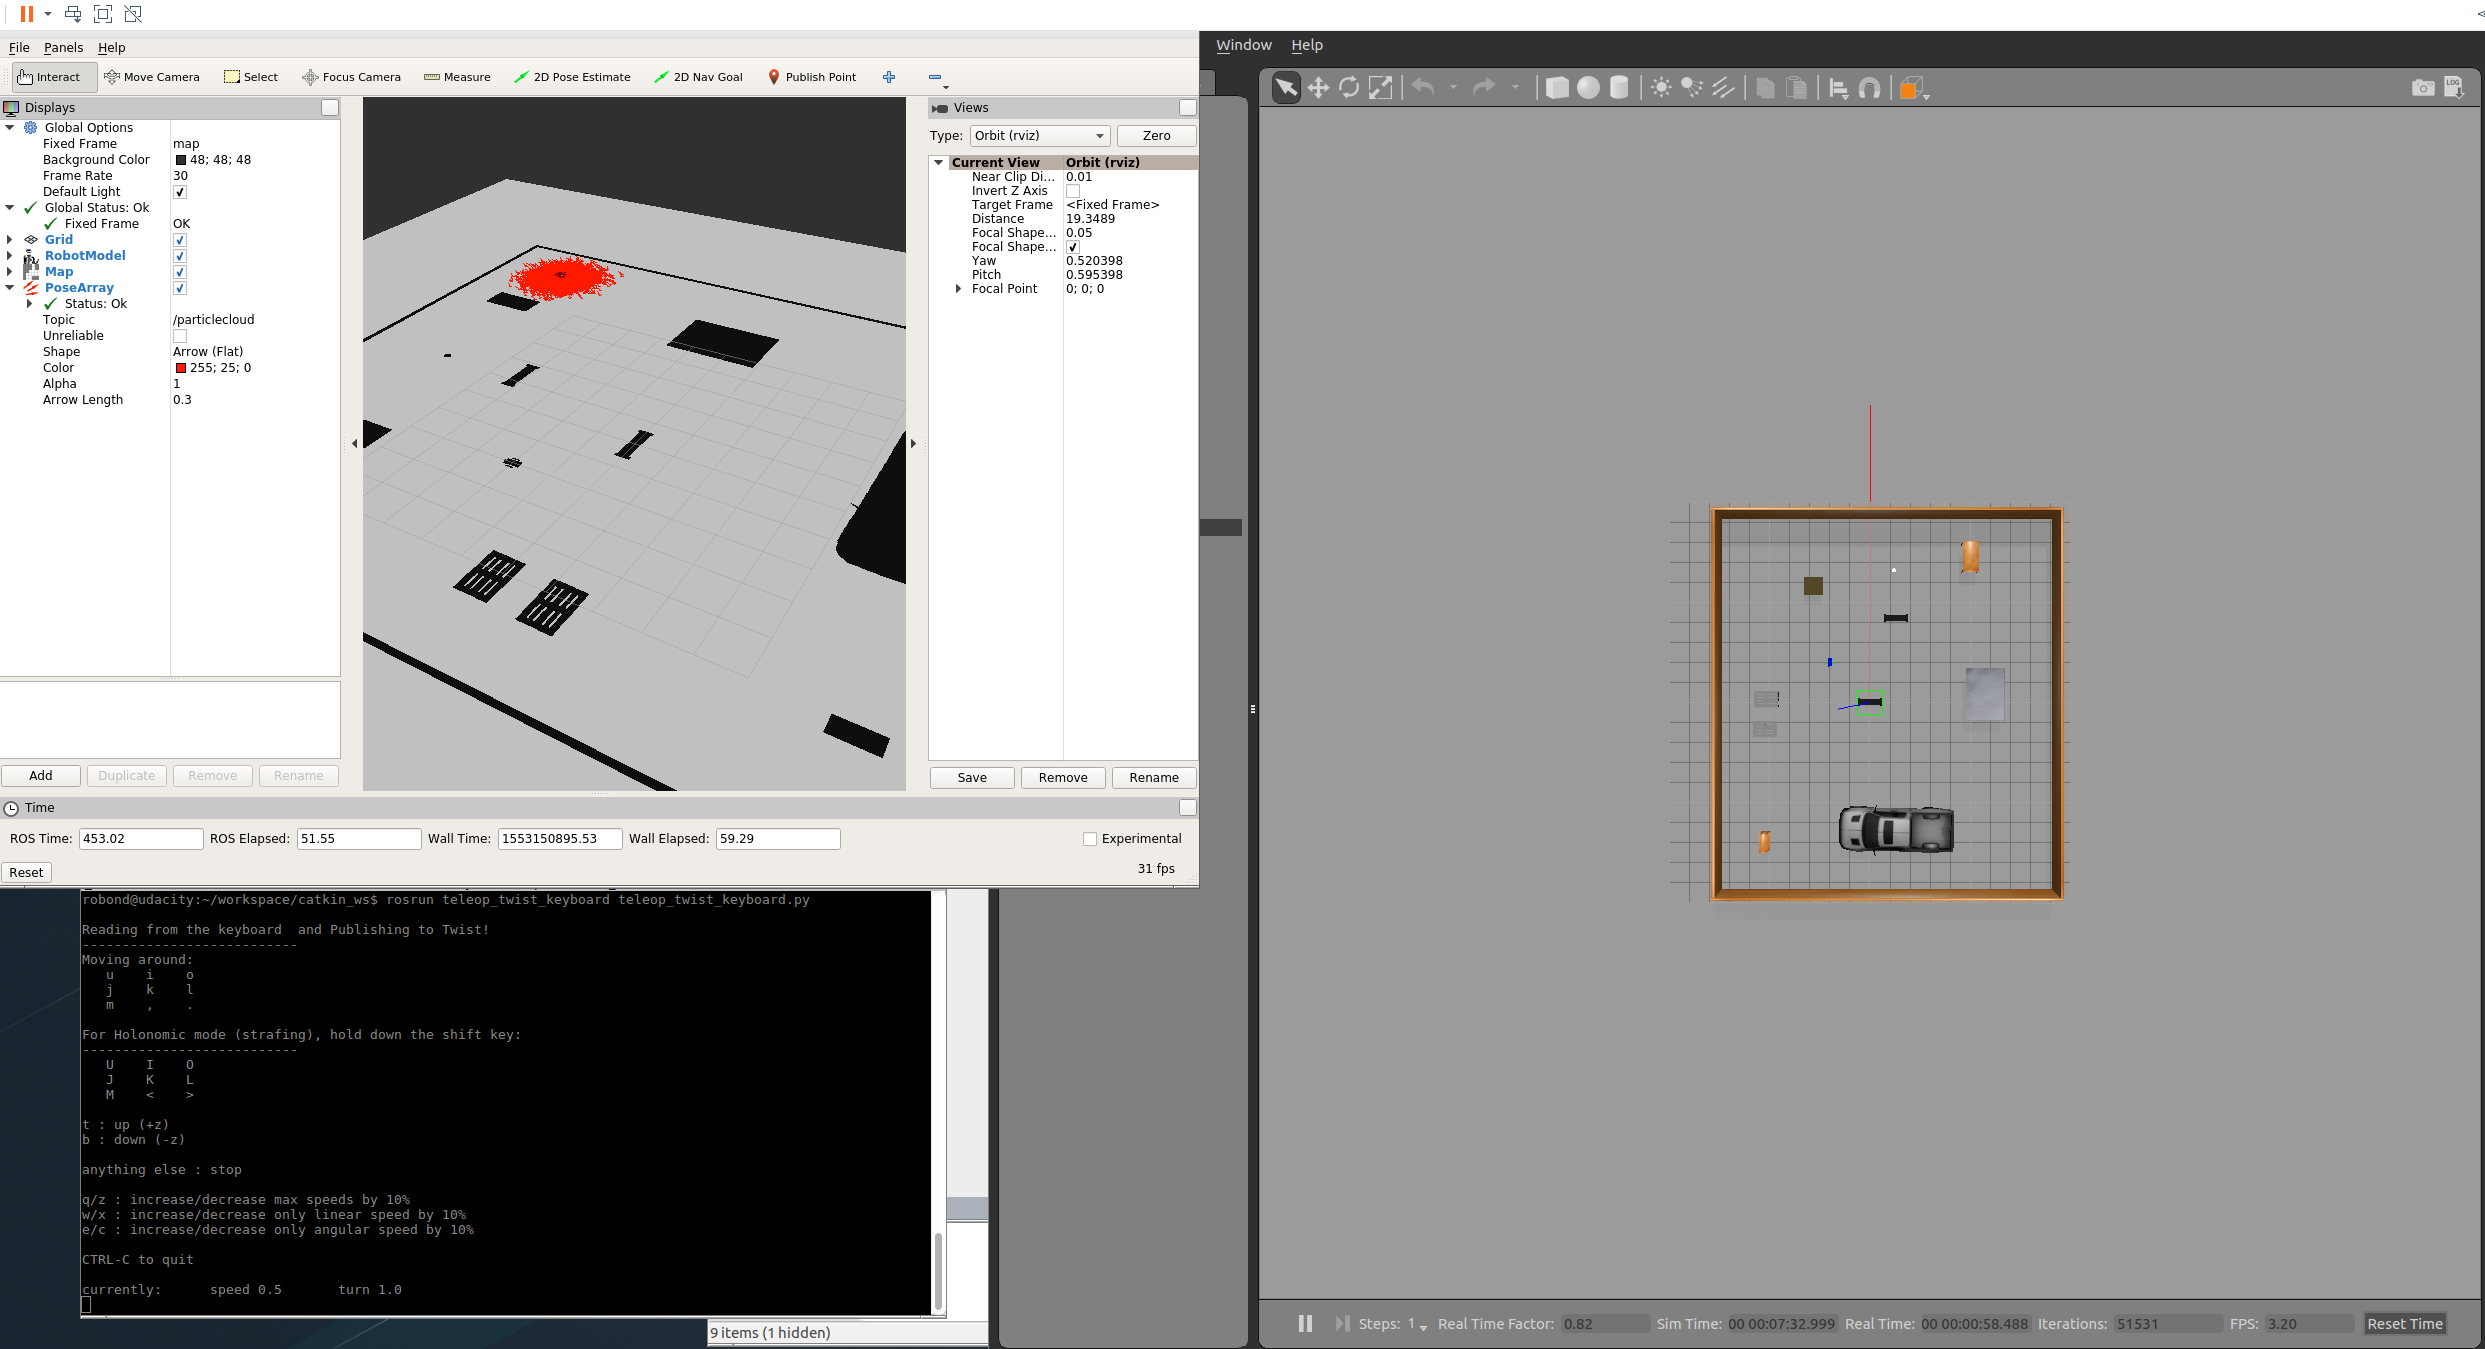 File Panels Help
Interact Move Camera Select Focus Camera Measure 2D Pose Estimate 2D Nav Goal Publish Point
Displays
Global Options
Fixed Frame map
Background Color 48; 48; 48
Frame Rate 30
Default Light
Global Status: Ok
Fixed Frame OK
Grid
RobotModel
Map
PoseArray
Status: Ok
Topic /particlecloud
Unreliable
Shape Arrow (Flat)
Color 255; 25; 0
Alpha 1
Arrow Length 0.3
Add Duplicate Remove Rename
Views
Type: Orbit (rviz) Zero
Current View Orbit (rviz)
Near Clip Di... 0.01
Invert Z Axis
Target Frame <Fixed Frame>
Distance 19.3489
Focal Shape... 0.05
Focal Shape...
Yaw 0.520398
Pitch 0.595398
Focal Point 0; 0; 0
Save Remove Rename
Time
ROS Time: 453.02 ROS Elapsed: 51.55 Wall Time: 1553150895.53 Wall Elapsed: 59.29 Experimental
Reset 31 fps
robond@udacity:~/workspace/catkin_ws$ rosrun teleop_twist_keyboard teleop_twist_keyboard.py
Reading from the keyboard and Publishing to Twist!
---------------------------
Moving around:
u i o
j k l
m , .
For Holonomic mode (strafing), hold down the shift key:
---------------------------
U I O
J K L
M < >
t : up (+z)
b : down (-z)
anything else : stop
q/z : increase/decrease max speeds by 10%
w/x : increase/decrease only linear speed by 10%
e/c : increase/decrease only angular speed by 10%
CTRL-C to quit
currently: speed 0.5 turn 1.0
9 items (1 hidden)
Window Help
LOG
Steps: 1 Real Time Factor: 0.82 Sim Time: 00 00:07:32.999 Real Time: 00 00:00:58.488 Iterations: 51531 FPS: 3.20 Reset Time